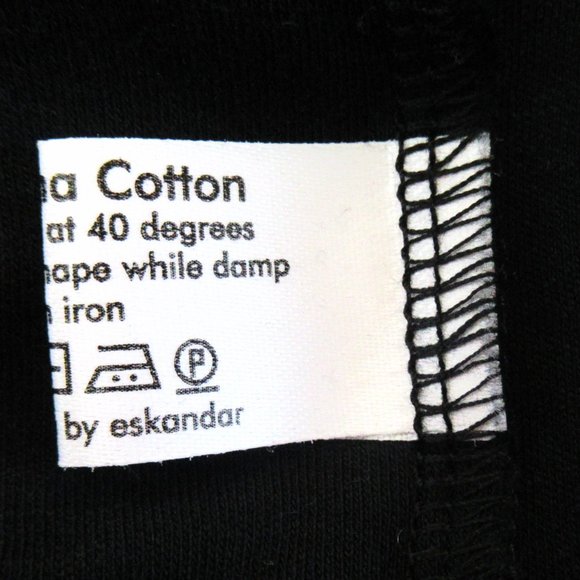 a Cotton
at 40 degrees
hape while damp
iron
P
by eskandar